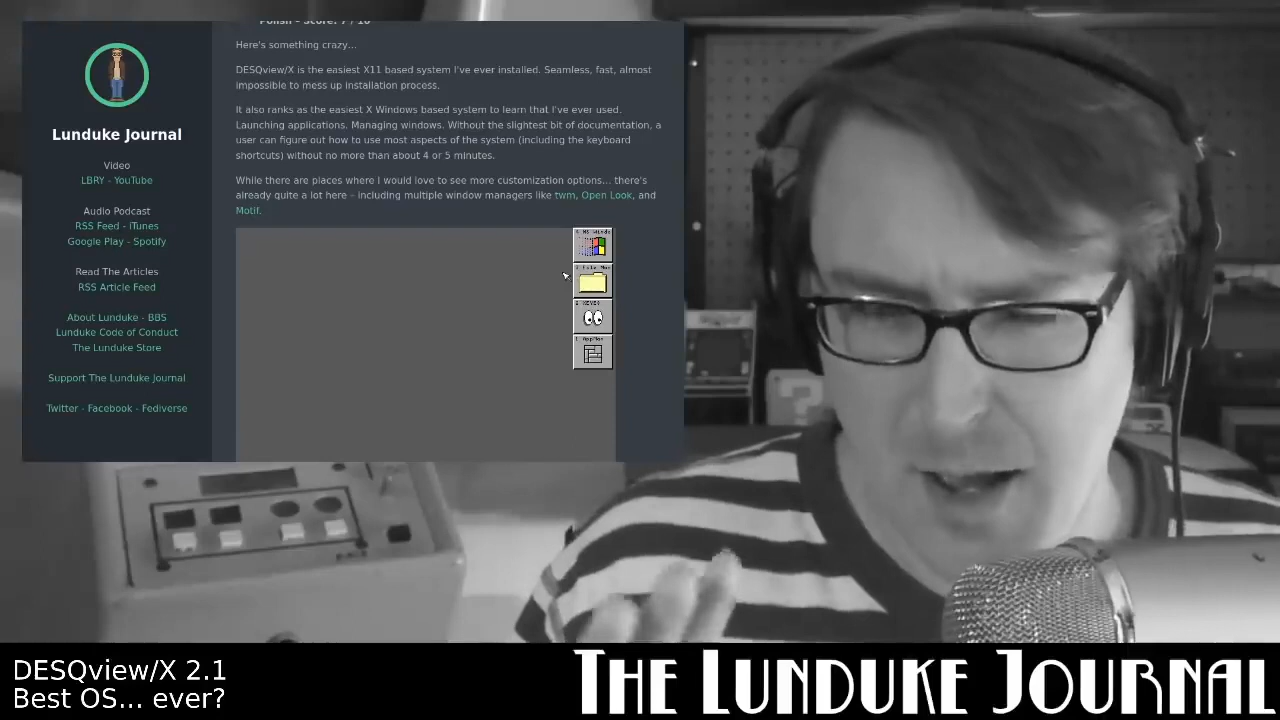 Polish – Score: 7 / 10
Here's something crazy...
DESQview/X is the easiest X11 based system I've ever installed. Seamless, fast, almost
impossible to mess up installation process.
It also ranks as the easiest X Windows based system to learn that I've ever used.
Launching applications. Managing windows. Without the slightest bit of documentation, a
user can figure out how to use most aspects of the system (including the keyboard
shortcuts) without no more than about 4 or 5 minutes.
While there are places where I would love to see more customization options... there's
already quite a lot here – including multiple window managers like twm, Open Look, and
Motif.
Lunduke Journal
Video
LBRY - YouTube
Audio Podcast
RSS Feed - iTunes
Google Play - Spotify
Read The Articles
RSS Article Feed
About Lunduke - BBS
Lunduke Code of Conduct
The Lunduke Store
Support The Lunduke Journal
Twitter - Facebook - Fediverse
DESQview/X 2.1
Best OS... ever?
THE LUNDUKE JOURNAL